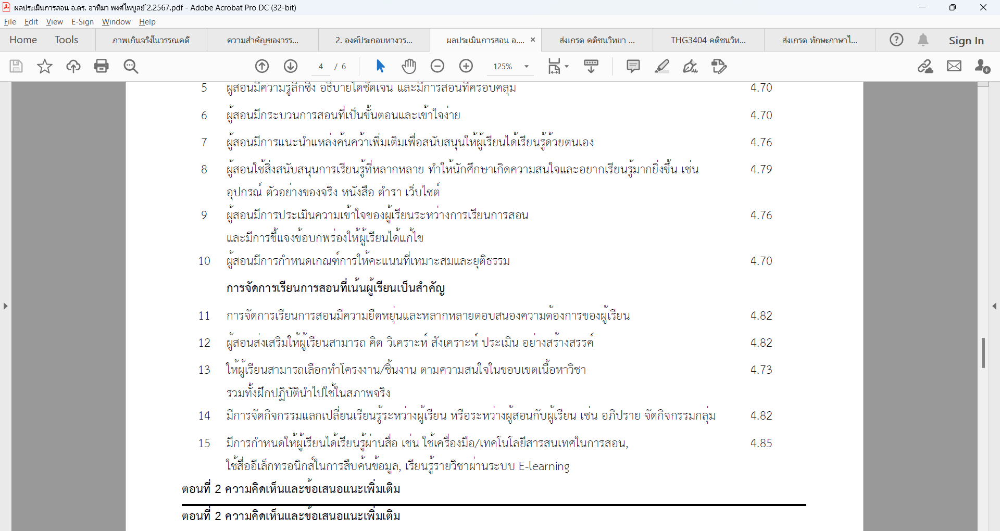 ผลประเมินการสอน อ.ดร. อาทิมา พงศ์ไพบูลย์ 2.2567.pdf - Adobe Acrobat Pro DC (32-bit)
File Edit View E-Sign Window Help
Home Tools ภาพเกินจริงในวรรณคดี ความสำคัญของวรร... 2. องค์ประกอบทางวร... ผลประเมินการสอน อ.... × ส่งเกรด คติชนวิทยา ... THG3404 คติชนวิท... ส่งเกรด ทักษะภาษาไ... Sign In
4 / 6 125%
5 ผู้สอนมีความรู้ลึกซึ้ง อธิบายได้ชัดเจน และมีการสอนที่ครอบคลุม 4.70
6 ผู้สอนมีกระบวนการสอนที่เป็นขั้นตอนและเข้าใจง่าย 4.70
7 ผู้สอนมีการแนะนำแหล่งค้นคว้าเพิ่มเติมเพื่อสนับสนุนให้ผู้เรียนได้เรียนรู้ด้วยตนเอง 4.76
8 ผู้สอนใช้สิ่งสนับสนุนการเรียนรู้ที่หลากหลาย ทำให้นักศึกษาเกิดความสนใจและอยากเรียนรู้มากยิ่งขึ้น เช่น 4.79
อุปกรณ์ ตัวอย่างของจริง หนังสือ ตำรา เว็บไซต์
9 ผู้สอนมีการประเมินความเข้าใจของผู้เรียนระหว่างการเรียนการสอน 4.76
และมีการชี้แจงข้อบกพร่องให้ผู้เรียนได้แก้ไข
10 ผู้สอนมีการกำหนดเกณฑ์การให้คะแนนที่เหมาะสมและยุติธรรม 4.70
การจัดการเรียนการสอนที่เน้นผู้เรียนเป็นสำคัญ
11 การจัดการเรียนการสอนมีความยืดหยุ่นและหลากหลายตอบสนองความต้องการของผู้เรียน 4.82
12 ผู้สอนส่งเสริมให้ผู้เรียนสามารถ คิด วิเคราะห์ สังเคราะห์ ประเมิน อย่างสร้างสรรค์ 4.82
13 ให้ผู้เรียนสามารถเลือกทำโครงงาน/ชิ้นงาน ตามความสนใจในขอบเขตเนื้อหาวิชา 4.73
รวมทั้งฝึกปฏิบัตินำไปใช้ในสภาพจริง
14 มีการจัดกิจกรรมแลกเปลี่ยนเรียนรู้ระหว่างผู้เรียน หรือระหว่างผู้สอนกับผู้เรียน เช่น อภิปราย จัดกิจกรรมกลุ่ม 4.82
15 มีการกำหนดให้ผู้เรียนได้เรียนรู้ผ่านสื่อ เช่น ใช้เครื่องมือ/เทคโนโลยีสารสนเทศในการสอน, 4.85
ใช้สื่ออีเล็กทรอนิกส์ในการสืบค้นข้อมูล, เรียนรู้รายวิชาผ่านระบบ E-learning
ตอนที่ 2 ความคิดเห็นและข้อเสนอแนะเพิ่มเติม
ตอนที่ 2 ความคิดเห็นและข้อเสนอแนะเพิ่มเติม